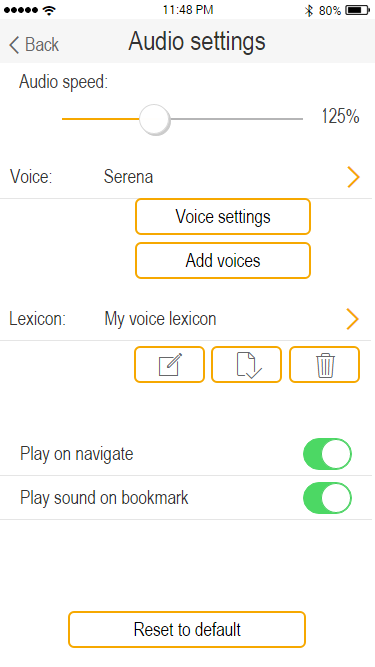 11:48 PM 80%
Back Audio settings
Audio speed:
125%
Voice: Serena
Voice settings
Add voices
Lexicon: My voice lexicon
Play on navigate
Play sound on bookmark
Reset to default